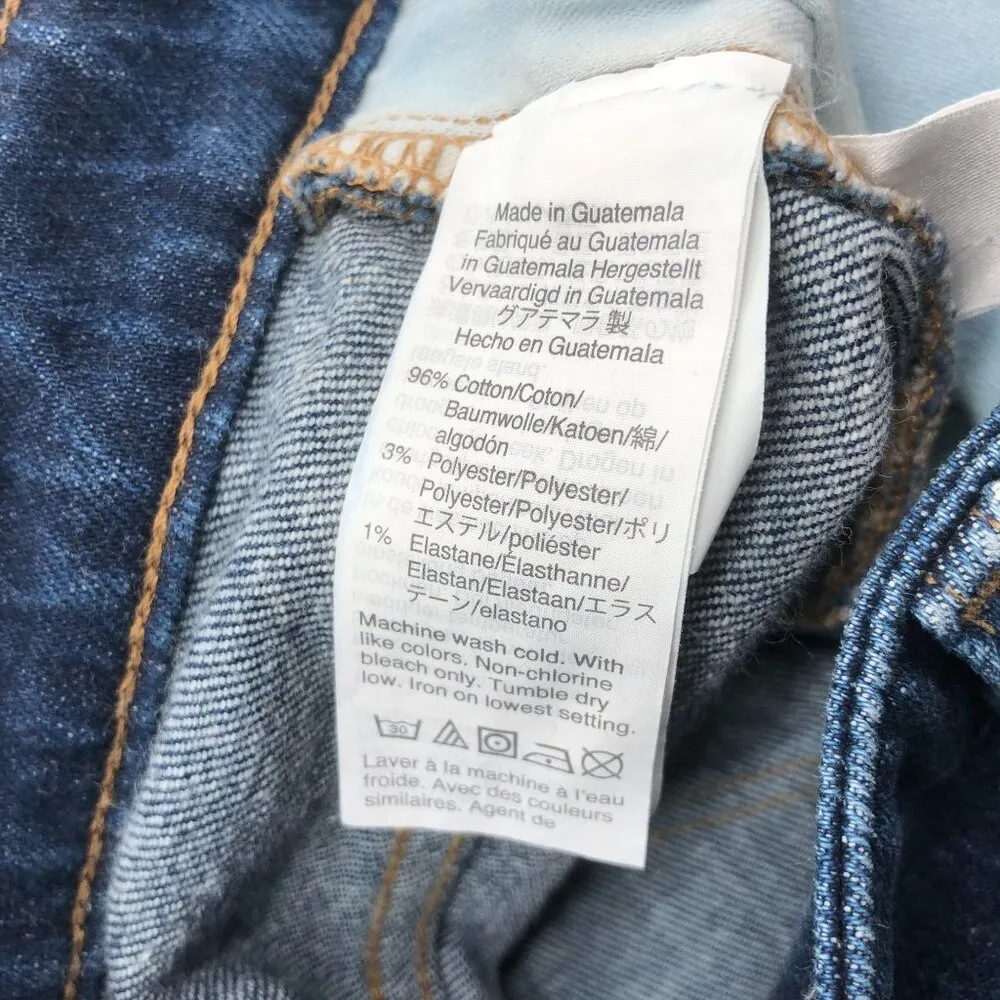 Made in Guatemala
Fabriqué au Guatemala
in Guatemala Hergestellt
Vervaardigd in Guatemala
グアテマラ 製
Hecho en Guatemala
96% Cotton/Coton/
Baumwolle/Katoen/綿/
algodón
3% Polyester/Polyester/
Polyester/Polyester/ポリ
エステル/poliéster
1% Elastane/Élasthanne/
Elastan/Elastaan/エラス
テーン/elastano
Machine wash cold. With
like colors. Non-chlorine
bleach only. Tumble dry
low. Iron on lowest setting.
30
Laver à la machine à l'eau
froide. Avec des couleurs
similaires. Agent de